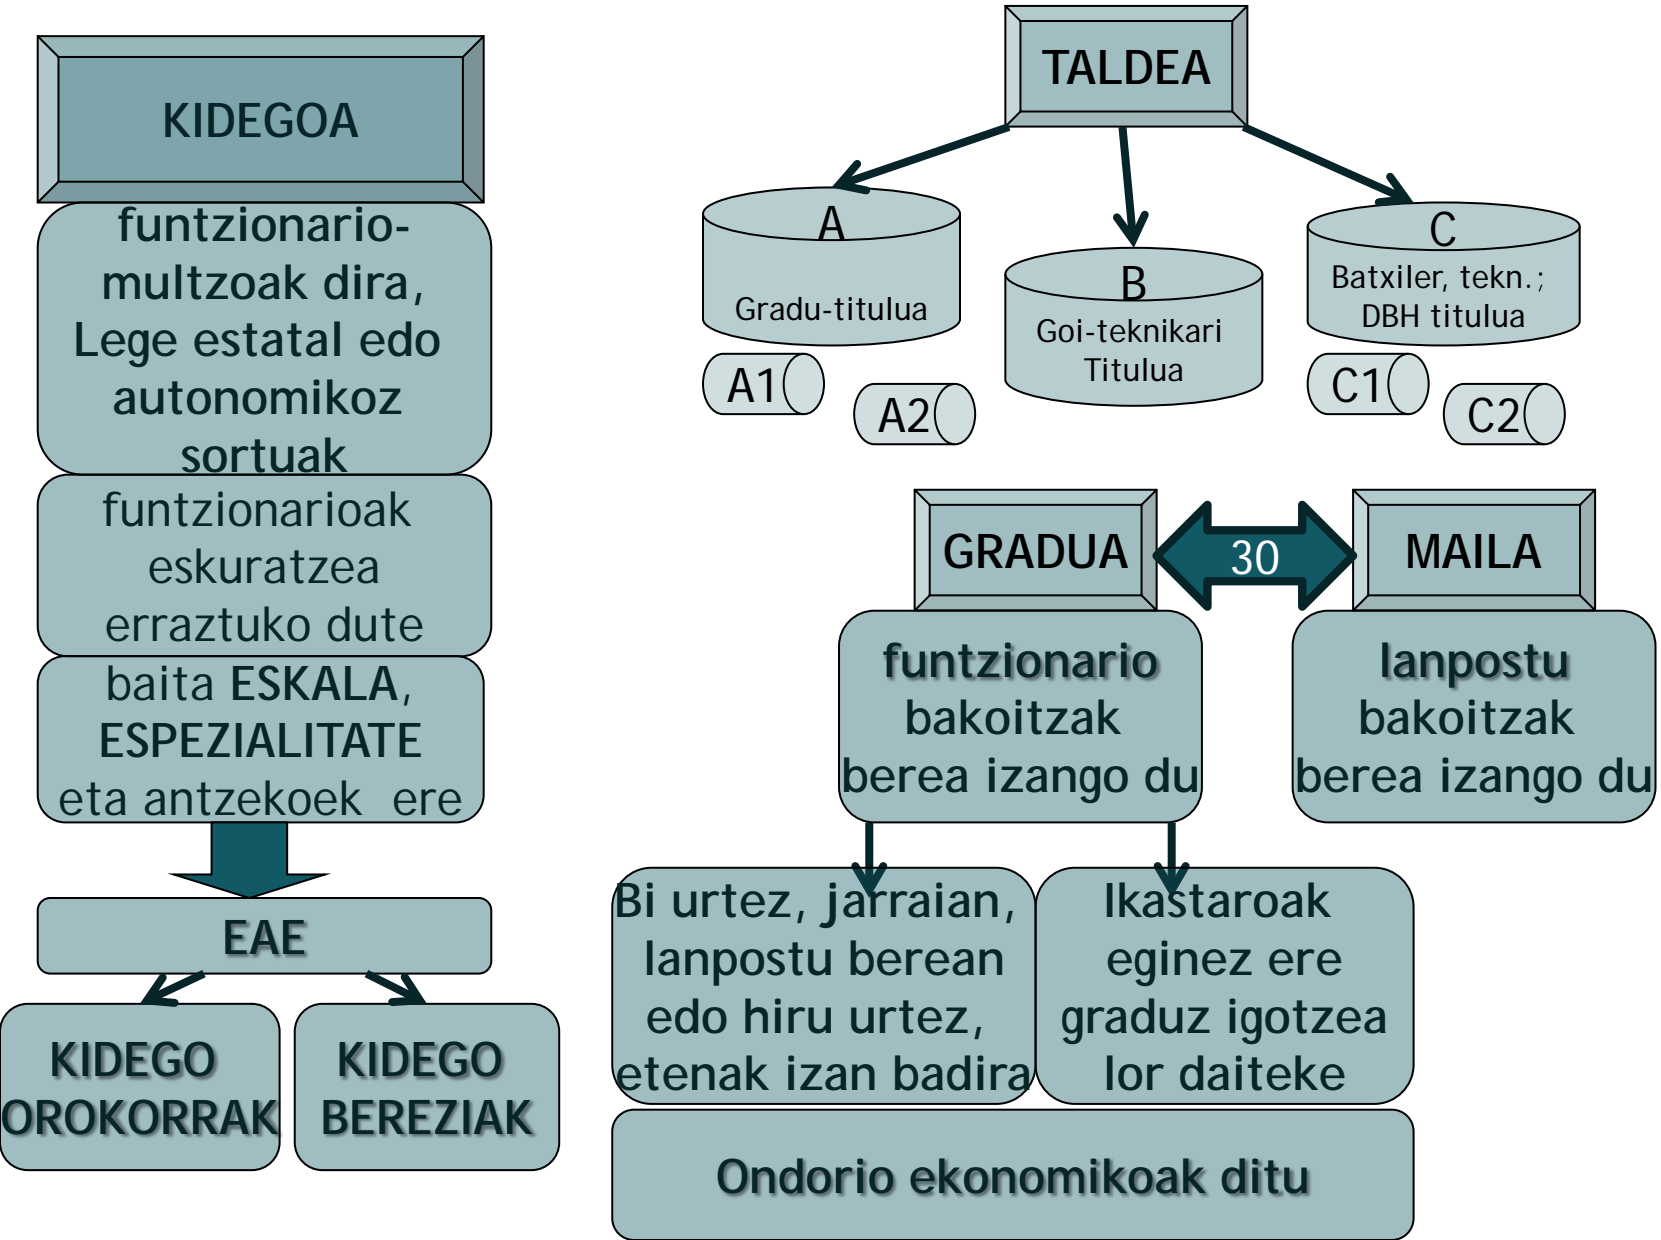 KIDEGOA
funtzionario-
multzoak dira,
Lege estatal edo
autonomikoz
sortuak
funtzionarioak
eskuratzea
erraztuko dute
baita ESKALA,
ESPEZIALITATE
eta antzekoek ere
EAE
KIDEGO
OROKORRAK
KIDEGO
BEREZIAK
TALDEA
A
Gradu-titulua
A1
A2
B
Goi-teknikari
Titulua
C
Batxiler, tekn.;
DBH titulua
C1
C2
GRADUA
30
MAILA
funtzionario
bakoitzak
berea izango du
lanpostu
bakoitzak
berea izango du
Bi urtez, jarraian,
lanpostu berean
edo hiru urtez,
etenak izan badira
Ikastaroak
eginez ere
graduz igotzea
lor daiteke
Ondorio ekonomikoak ditu